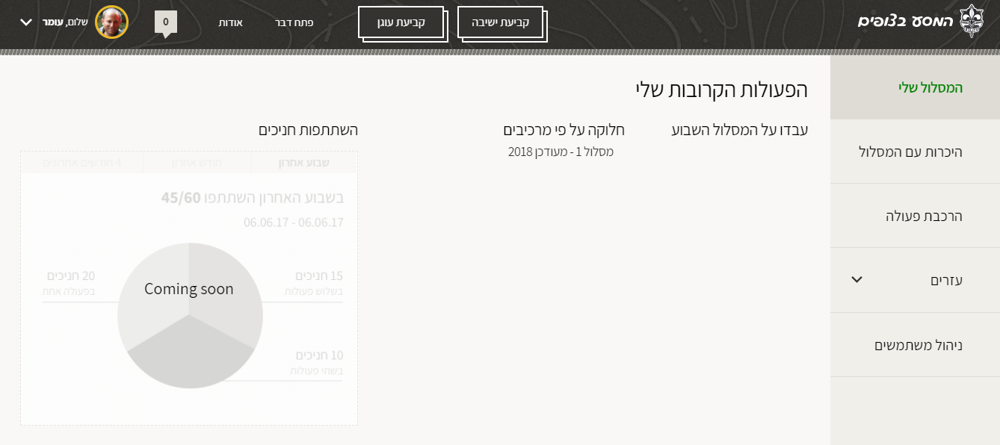 המסע בצופים
קביעת ישיבה
קביעת עוגן
פתח דבר
אודות
0
שלום, עומר
המסלול שלי
היכרות עם המסלול
הרכבת פעולה
עזרים
ניהול משתמשים
הפעולות הקרובות שלי
עבדו על המסלול השבוע
חלוקה על פי מרכיבים
מסלול 1 - מעודכן 2018
השתתפות חניכים
שבוע אחרון
חודש אחרון
4 חודשים אחרונים
בשבוע האחרון השתתפו 45/60
06.06.17 - 06.06.17
15 חניכים
בשלוש פעולות
20 חניכים
בפעולה אחת
Coming soon
10 חניכים
בשתי פעולות